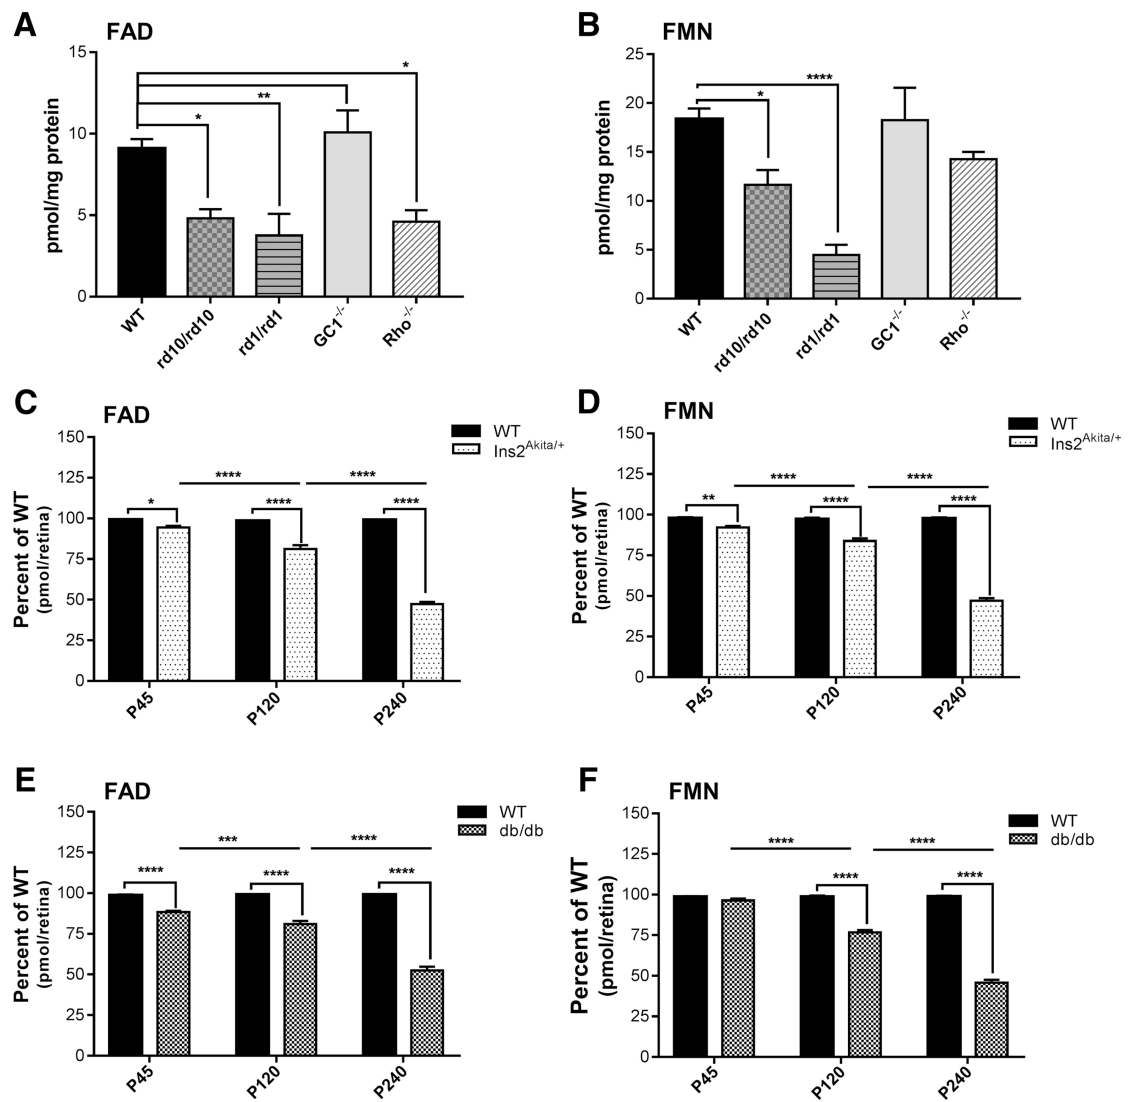 A
FAD
pmol/mg protein
15
10
5
0
*
**
*
WT
rd10/rd10
rd1/rd1
GC1-/-
Rho-/-
B
FMN
pmol/mg protein
25
20
15
10
5
0
****
*
WT
rd10/rd10
rd1/rd1
GC1-/-
Rho-/-
C
FAD
WT
Ins2Akita/+
Percent of WT
(pmol/retina)
150
125
100
75
50
25
0
**** ****
* **** ****
P45
P120
P240
D
FMN
WT
Ins2Akita/+
Percent of WT
(pmol/retina)
150
125
100
75
50
25
0
**** ****
** **** ****
P45
P120
P240
E
FAD
WT
db/db
Percent of WT
(pmol/retina)
150
125
100
75
50
25
0
*** ****
**** **** ****
P45
P120
P240
F
FMN
WT
db/db
Percent of WT
(pmol/retina)
150
125
100
75
50
25
0
**** ****
**** ****
P45
P120
P240